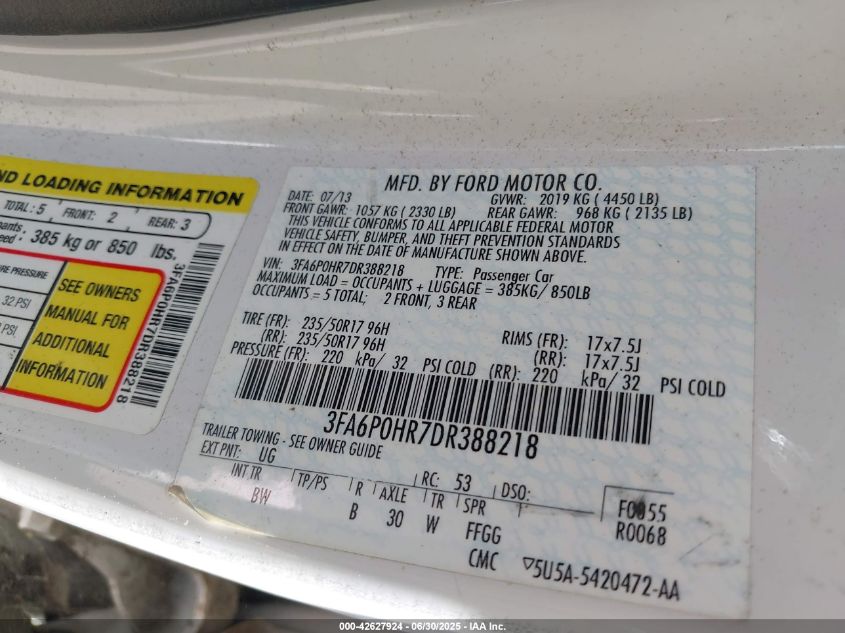 ND LOADING INFORMATION
TOTAL: 5 FRONT: 2 REAR: 3
385 kg or 850 lbs.
PRESSURE
32 PSI
PSI
SEE OWNERS
MANUAL FOR
ADDITIONAL
INFORMATION
3FA6P0HR7DR388218
MFD. BY FORD MOTOR CO.
DATE: 07/13 GVWR: 2019 KG ( 4450 LB)
FRONT GAWR: 1057 KG ( 2330 LB) REAR GAWR: 968 KG ( 2135 LB)
THIS VEHICLE CONFORMS TO ALL APPLICABLE FEDERAL MOTOR
VEHICLE SAFETY, BUMPER, AND THEFT PREVENTION STANDARDS
IN EFFECT ON THE DATE OF MANUFACTURE SHOWN ABOVE.
VIN: 3FA6P0HR7DR388218 TYPE: Passenger Car
MAXIMUM LOAD = OCCUPANTS + LUGGAGE = 385KG/ 850LB
OCCUPANTS = 5 TOTAL; 2 FRONT, 3 REAR
TIRE (FR): 235/50R17 96H RIMS (FR): 17x7.5J
(RR): 235/50R17 96H (RR): 17x7.5J
PRESSURE (FR): 220 kPa/ 32 PSI COLD (RR): 220 kPa/ 32 PSI COLD
3FA6P0HR7DR388218
TRAILER TOWING - SEE OWNER GUIDE
EXT PNT: UG RC: 53 DSO:
INT TR TP/PS R AXLE TR SPR F0055
BW B 30 W FFGG R0068
CMC ▽5U5A-5420472-AA
000-42627924 - 06/30/2025 - IAA Inc.